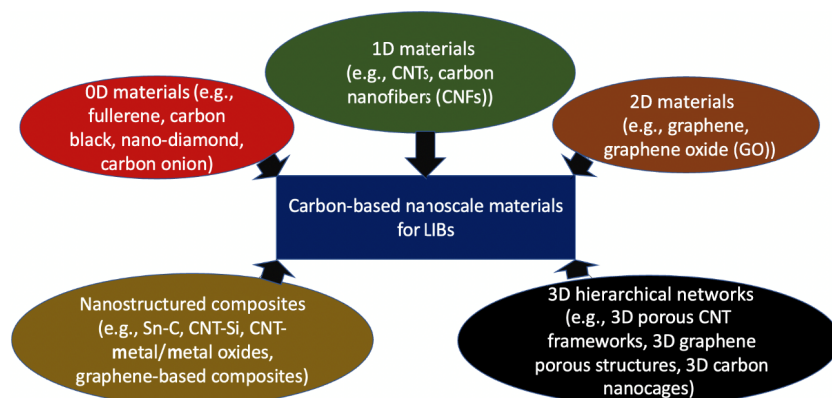 1D materials
(e.g., CNTs, carbon
nanofibers (CNFs))
0D materials (e.g.,
fullerene, carbon
black, nano-diamond,
carbon onion)
2D materials
(e.g., graphene,
graphene oxide (GO))
Carbon-based nanoscale materials
for LIBs
Nanostructured composites
(e.g., Sn-C, CNT-Si, CNT-
metal/metal oxides,
graphene-based composites)
3D hierarchical networks
(e.g., 3D porous CNT
frameworks, 3D graphene
porous structures, 3D carbon
nanocages)